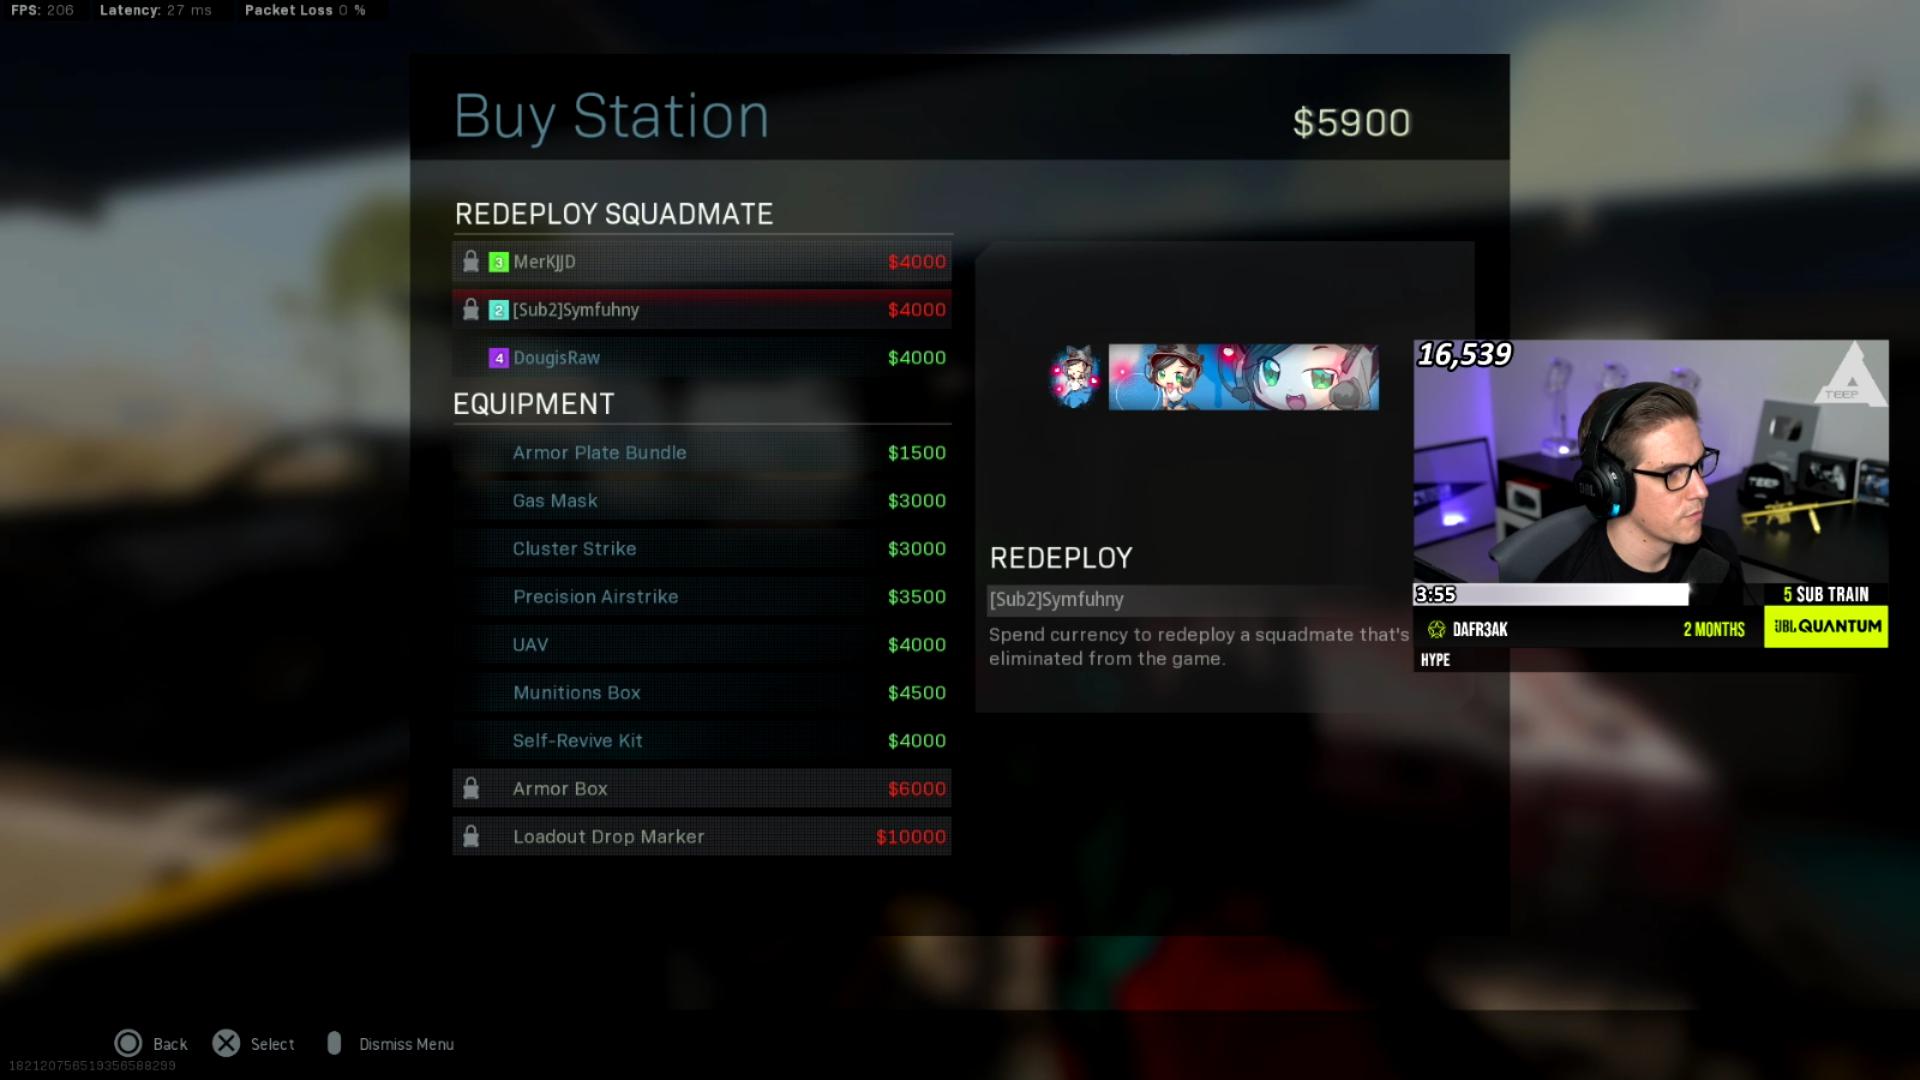 FPS: 206 Latency: 27 ms Packet Loss 0 %
Buy Station
$5900
REDEPLOY SQUADMATE
3 MerKJJD $4000
2 [Sub2]Symfuhny $4000
4 DougisRaw $4000
EQUIPMENT
Armor Plate Bundle $1500
Gas Mask $3000
Cluster Strike $3000
Precision Airstrike $3500
UAV $4000
Munitions Box $4500
Self-Revive Kit $4000
Armor Box $6000
Loadout Drop Marker $10000
REDEPLOY
[Sub2]Symfuhny
Spend currency to redeploy a squadmate that's
eliminated from the game.
16,539
TEEP
TEEP
3:55
5 SUB TRAIN
DAFR3AK 2 MONTHS
JBL QUANTUM
HYPE
Back Select Dismiss Menu
182120756519356588299